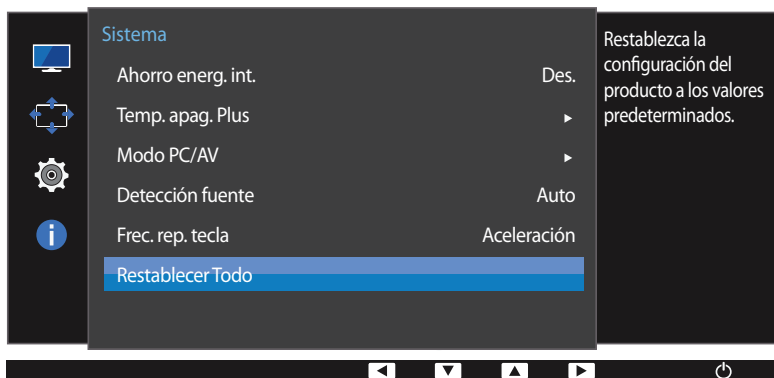 Sistema
Ahorro energ. int. Des.
Temp. apag. Plus
Modo PC/AV
Detección fuente Auto
Frec. rep. tecla Aceleración
Restablecer Todo
Restablezca la
configuración del
producto a los valores
predeterminados.